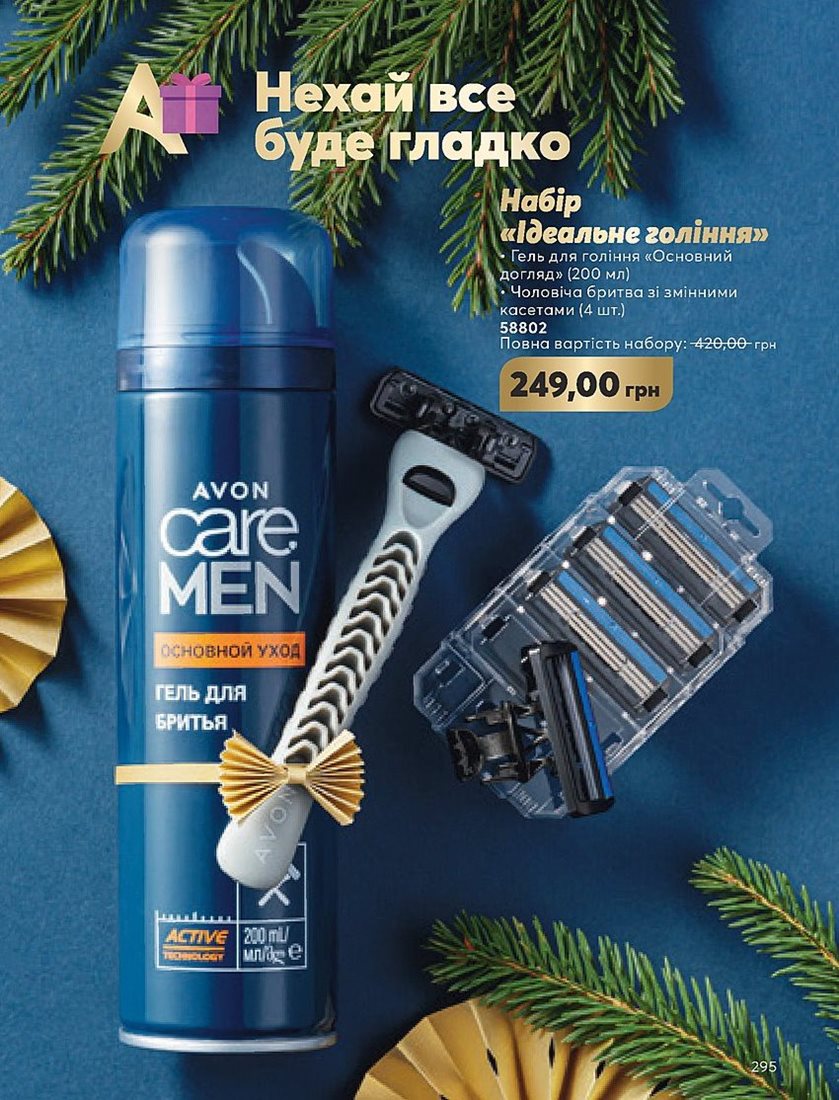 Нехай все
буде гладко
Набір
«Ідеальне гоління»
• Гель для гоління «Основний
догляд» (200 мл)
• Чоловіча бритва зі змінними
касетами (4 шт.)
58802
Повна вартість набору: 420,00 грн
249,00 грн
AVON
care
MEN
ОСНОВНОЙ УХОД
ГЕЛЬ ДЛЯ
БРИТЬЯ
AVON
ACTIVE
TECHNOLOGY
200 ml/
мл/მლ e
295